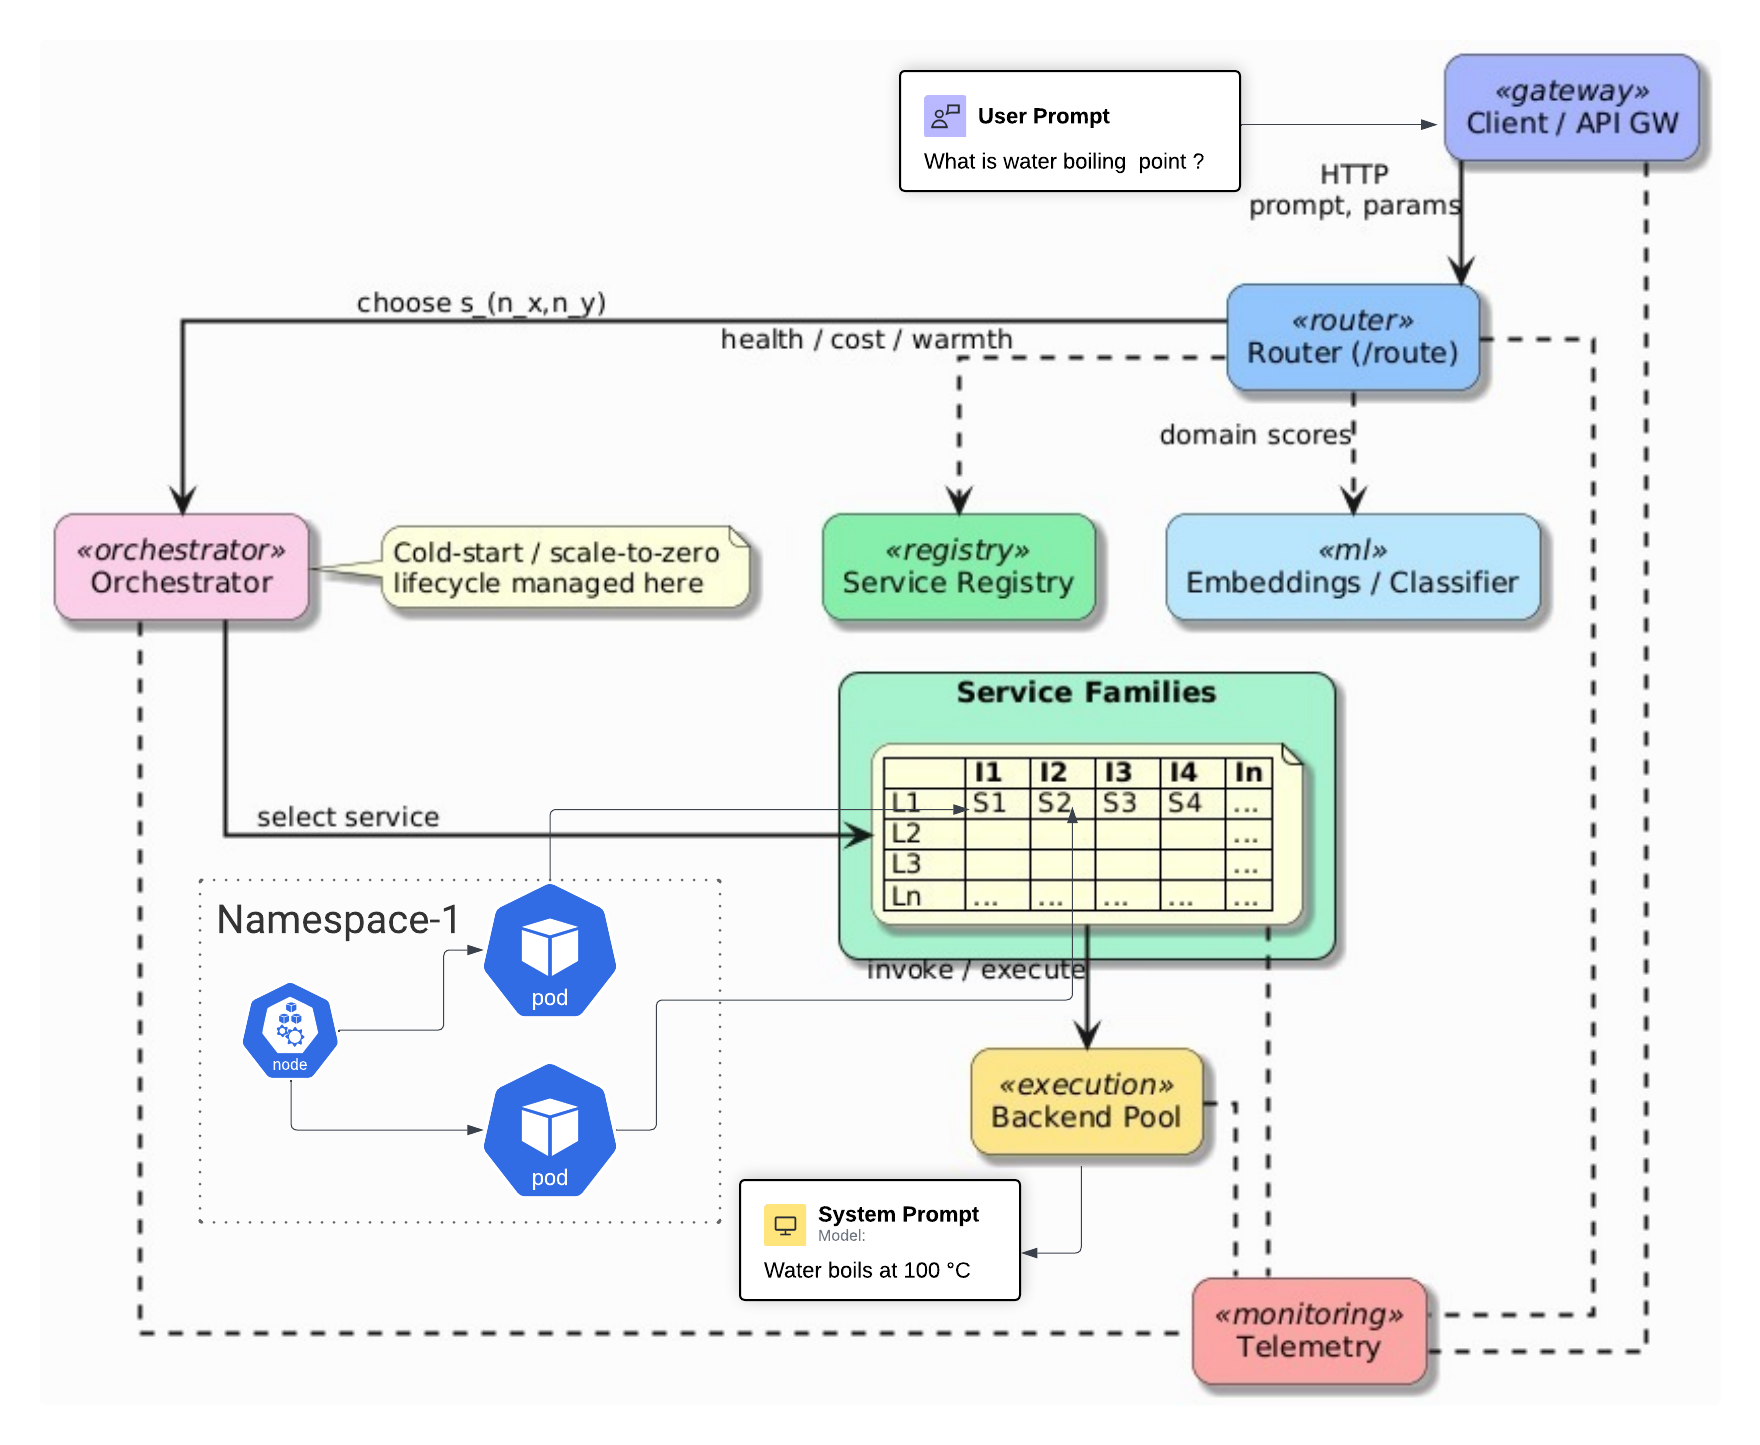 «gateway»
Client / API GW
User Prompt
What is water boiling  point ?
HTTP
prompt, params
choose s_(n_x,n_y)
health / cost / warmth
«router»
Router (/route)
domain scores
«orchestrator»
Orchestrator
Cold-start / scale-to-zero
lifecycle managed here
«registry»
Service Registry
«ml»
Embeddings / Classifier
Service Families
I1 I2 I3 I4 In
L1 S1 S2 S3 S4 ...
L2 ...
L3 ...
Ln ... ... ... ... ...
select service
Namespace-1
pod
node
pod
invoke / execute
«execution»
Backend Pool
System Prompt
Model:
Water boils at 100 °C
«monitoring»
Telemetry